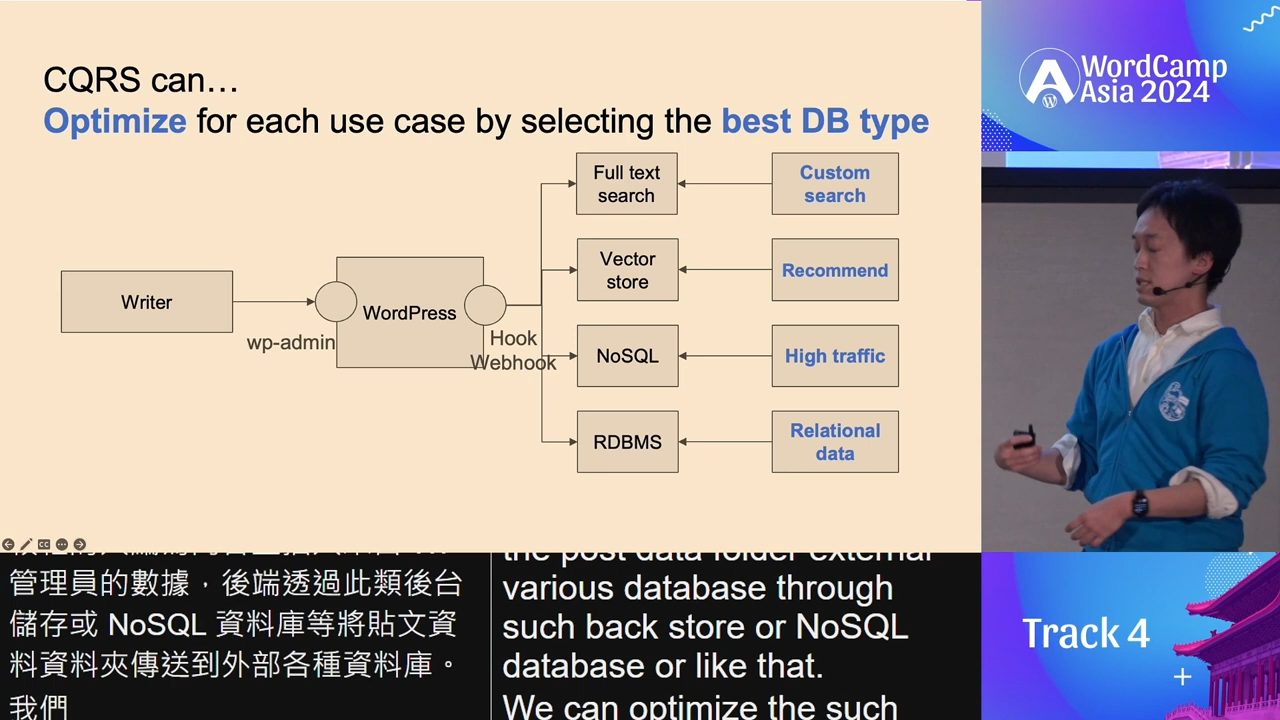 CQRS can…
Optimize for each use case by selecting the best DB type
Full text
search
Custom
search
Vector
store
Recommend
Writer
WordPress
wp-admin
Hook
Webhook
NoSQL
High traffic
RDBMS
Relational
data
管理員的數據，後端透過此類後台
儲存或 NoSQL 資料庫等將貼文資
料資料夾傳送到外部各種資料庫。
我們
the post data folder external
various database through
such back store or NoSQL
database or like that.
We can optimize the such
WordCamp
Asia 2024
Track 4